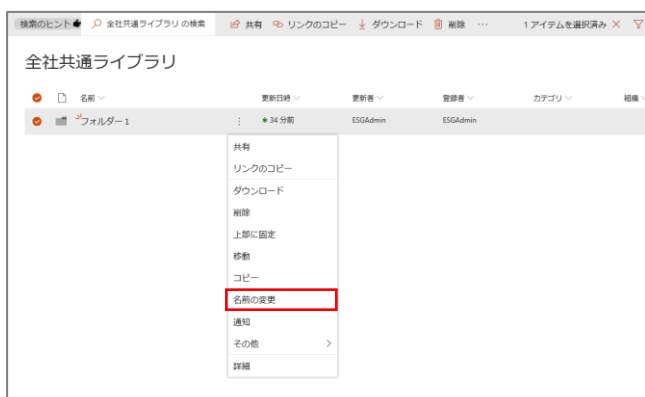 検索のヒント 全社共通ライブラリ の検索 共有 リンクのコピー ダウンロード 削除 … 1 アイテムを選択済み ×
全社共通ライブラリ
名前 更新日時 更新者 登録者 カテゴリ 組織
フォルダー 1 34 分前 ESGAdmin ESGAdmin
共有
リンクのコピー
ダウンロード
削除
上部に固定
移動
コピー
名前の変更
通知
その他
詳細